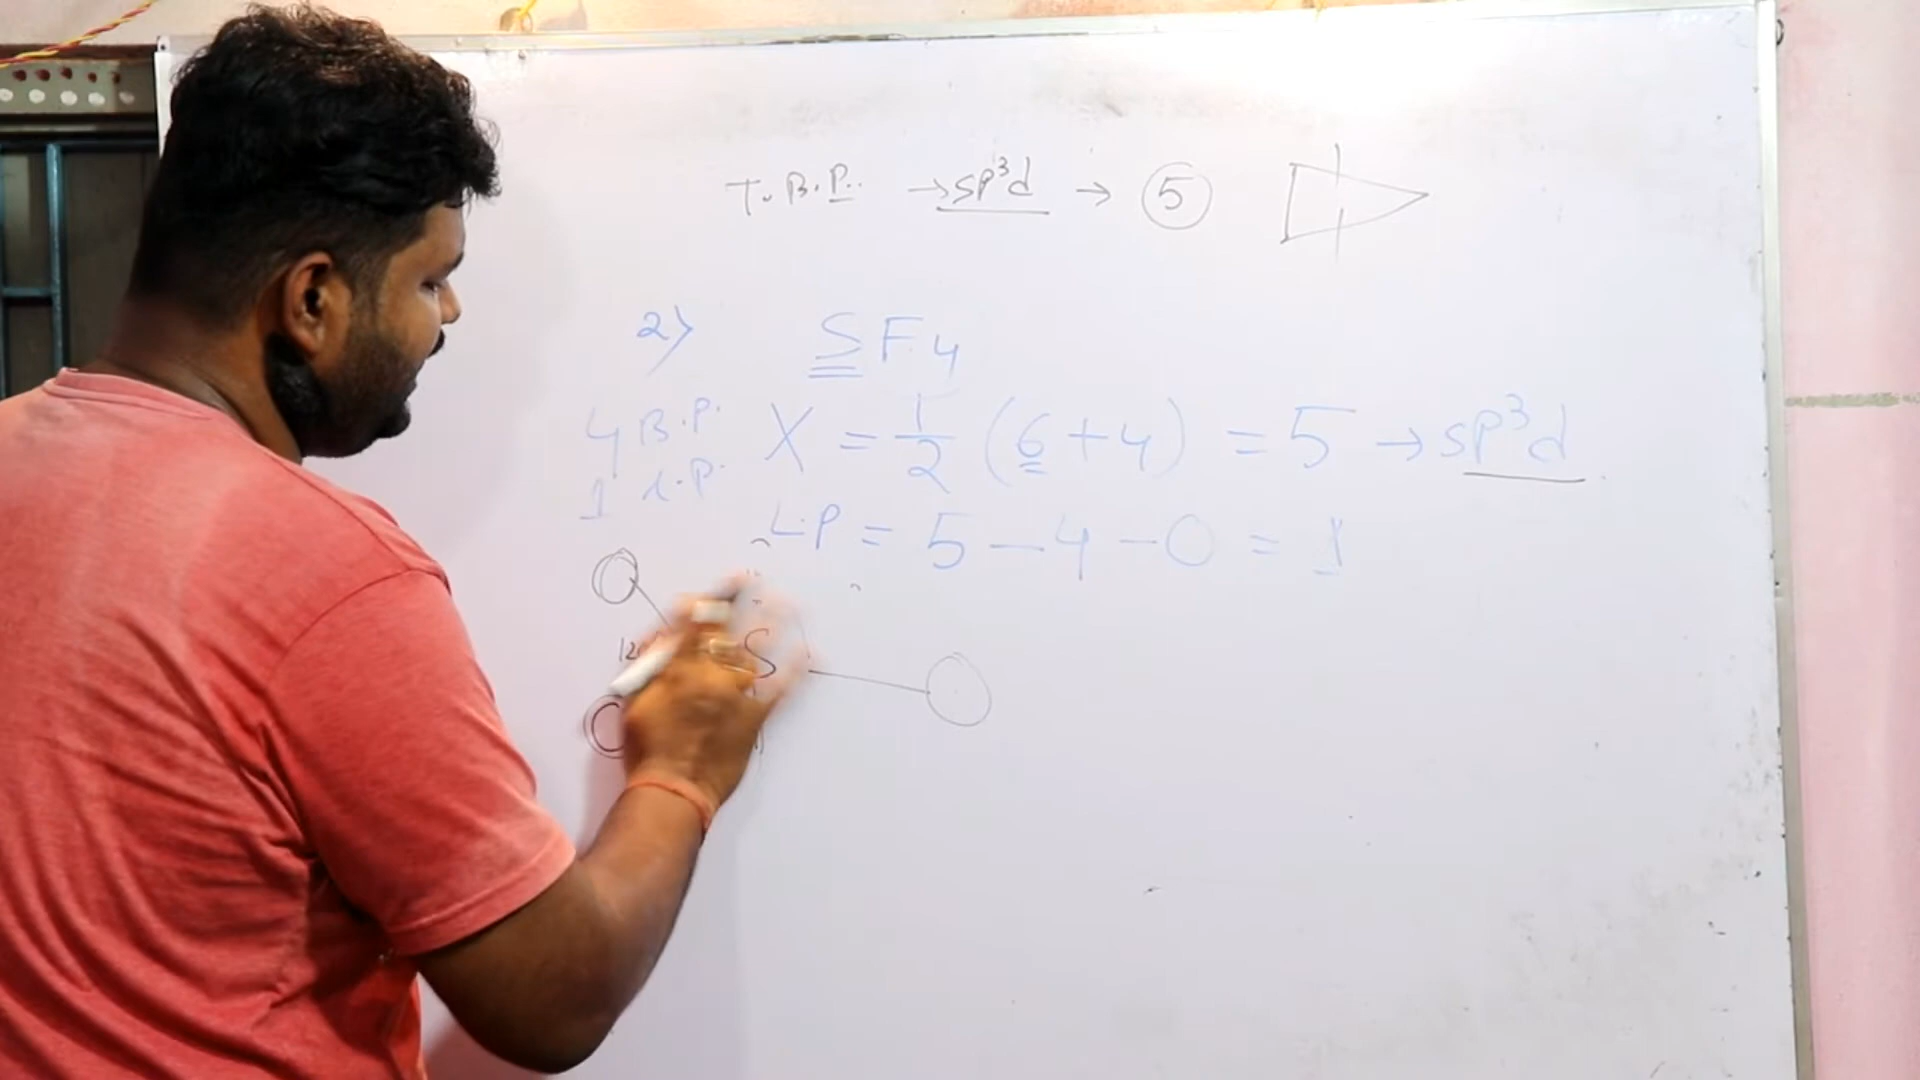 T.B.P. → sp³d → 5
2) SF4
4 B.P. X = 1/2 (6+4) = 5 → sp³d
1 L.P.
L.P = 5 - 4 - 0 = 1
S